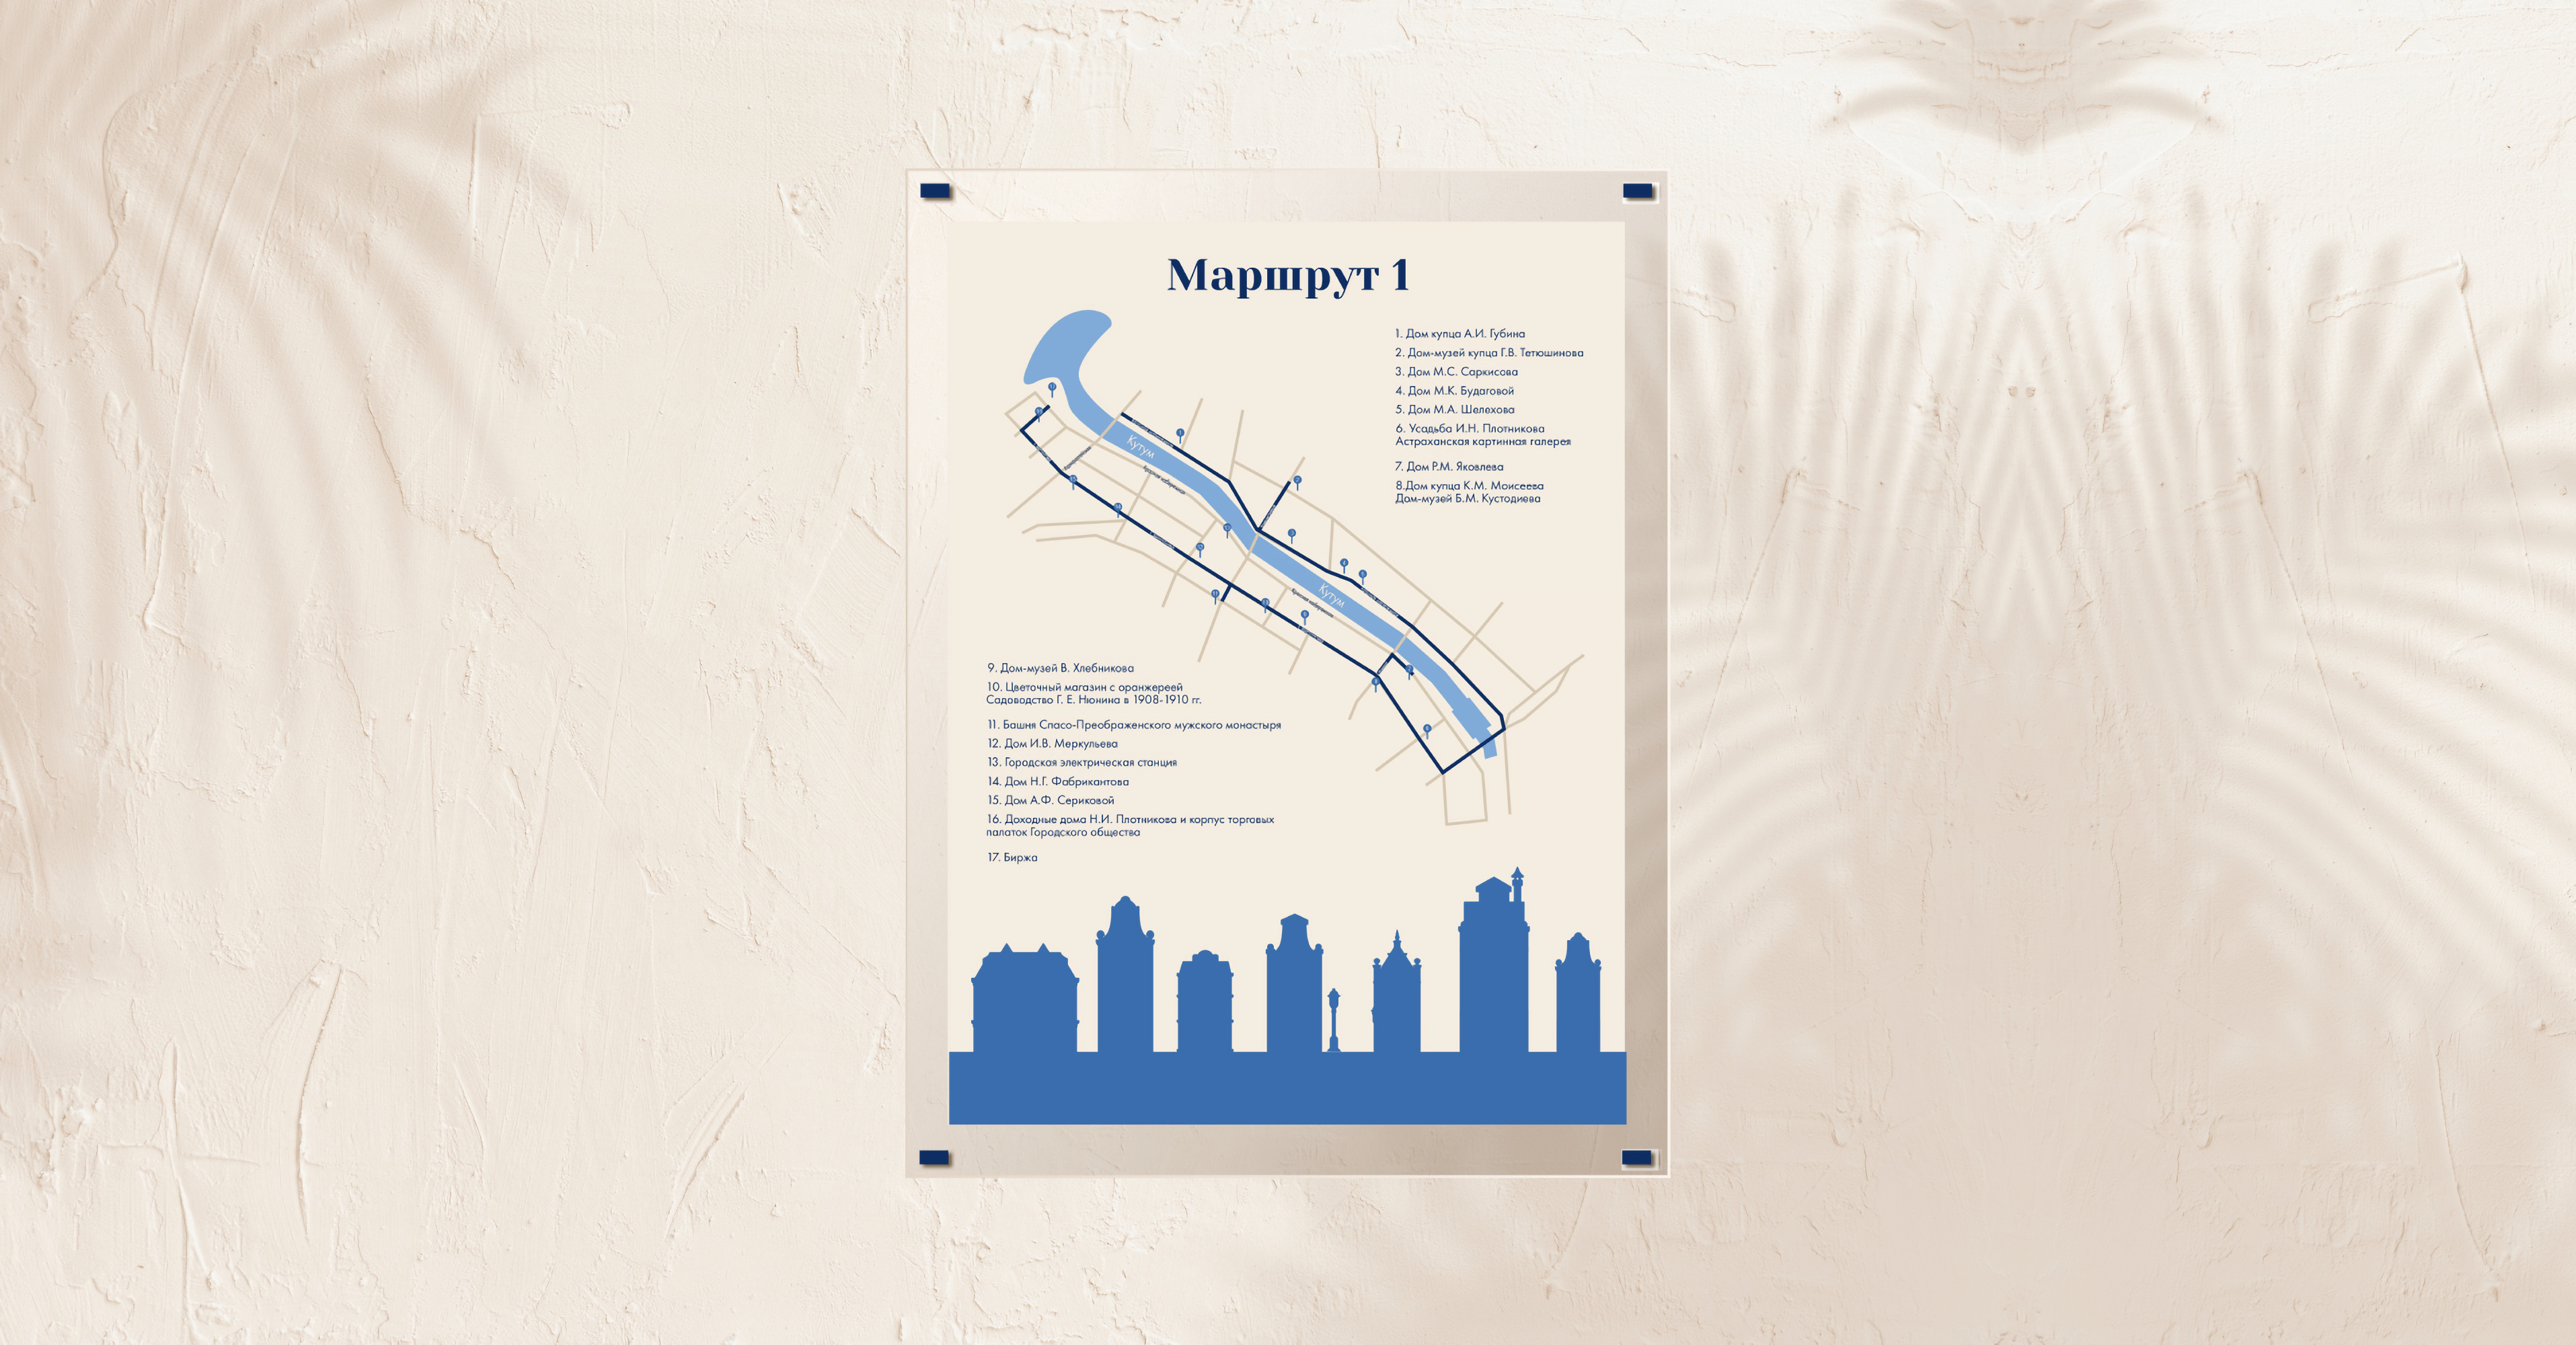 Маршрут 1
1. Дом купца А.И. Губина
2. Дом-музей купца Г.В. Тетюшинова
3. Дом М.С. Саркисова
4. Дом М.К. Будаговой
5. Дом М.А. Шелехова
6. Усадьба И.Н. Плотникова
Астраханская картинная галерея
7. Дом Р.М. Яковлева
8.Дом купца К.М. Моисеева
Дом-музей Б.М. Кустодиева
Кутум
Кутум
9. Дом-музей В. Хлебникова
10. Цветочный магазин с оранжереей
Садоводство Г. Е. Нюнина в 1908-1910 гг.
11. Башня Спасо-Преображенского мужского монастыря
12. Дом И.В. Меркульева
13. Городская электрическая станция
14. Дом Н.Г. Фабрикантова
15. Дом А.Ф. Сериковой
16. Доходные дома Н.И. Плотникова и корпус торговых
палаток Городского общества
17. Биржа